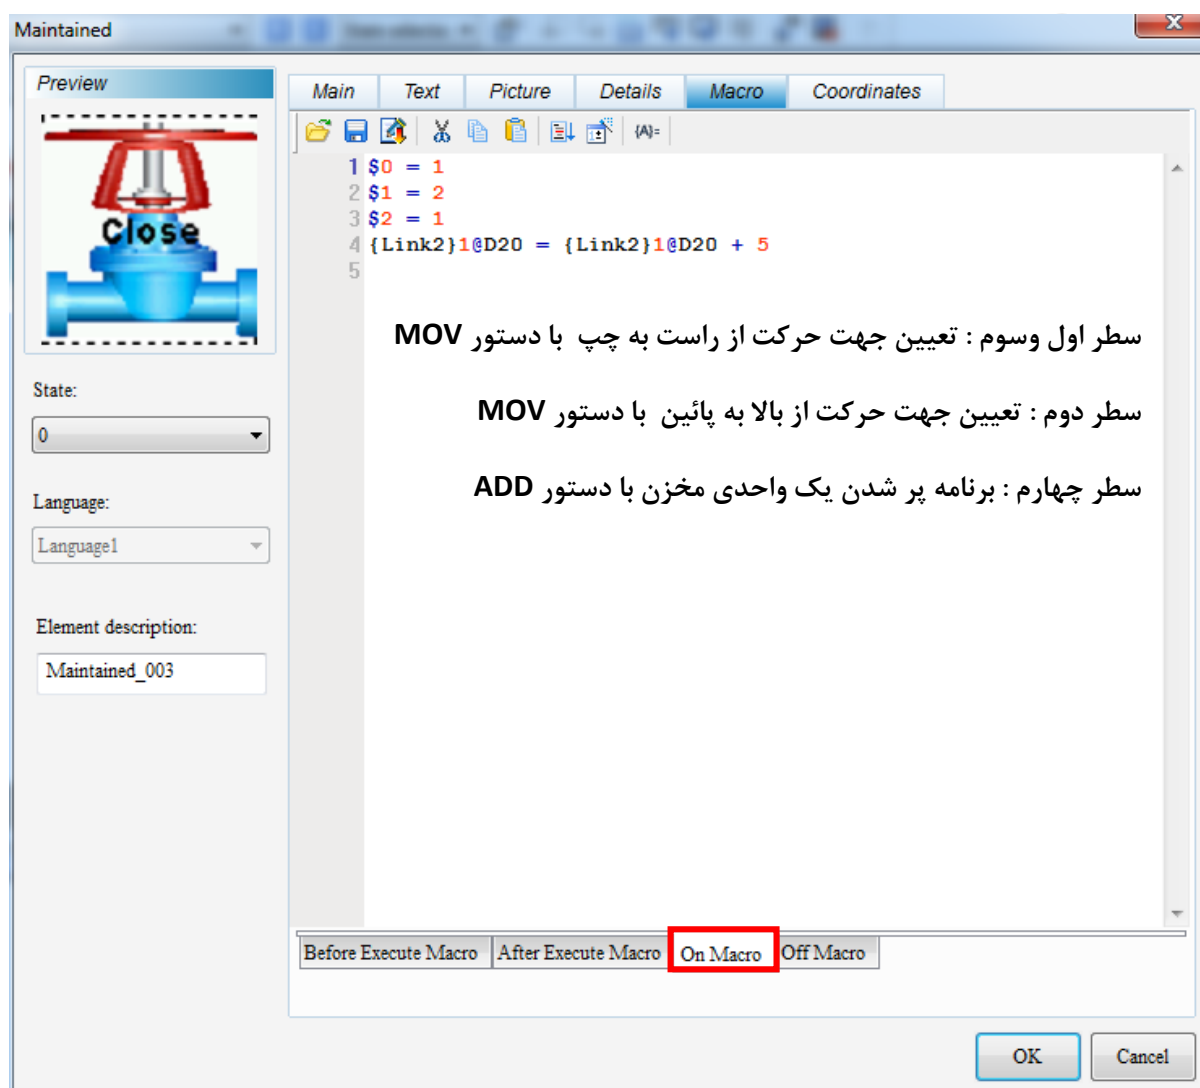 Maintained
Preview
Close
State:
0
Language:
Language1
Element description:
Maintained_003
Main Text Picture Details Macro Coordinates
{A}=
1 $0 = 1
2 $1 = 2
3 $2 = 1
4 {Link2}1@D20 = {Link2}1@D20 + 5
5
سطر اول وسوم : تعیین جهت حرکت از راست به چپ با دستور MOV
سطر دوم : تعیین جهت حرکت از بالا به پائین با دستور MOV
سطر چهارم : برنامه پر شدن یک واحدی مخزن با دستور ADD
Before Execute Macro After Execute Macro On Macro Off Macro
OK Cancel